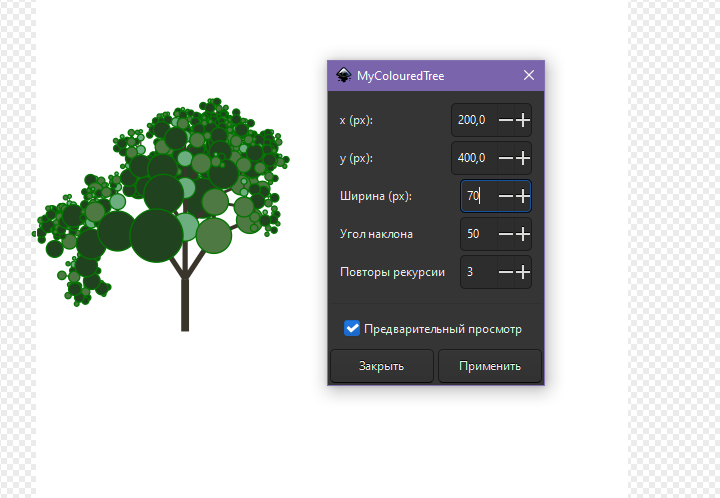 MyColouredTree
x (px): 200,0
y (px): 400,0
Ширина (px): 70
Угол наклона 50
Повторы рекурсии 3
Предварительный просмотр
Закрыть Применить